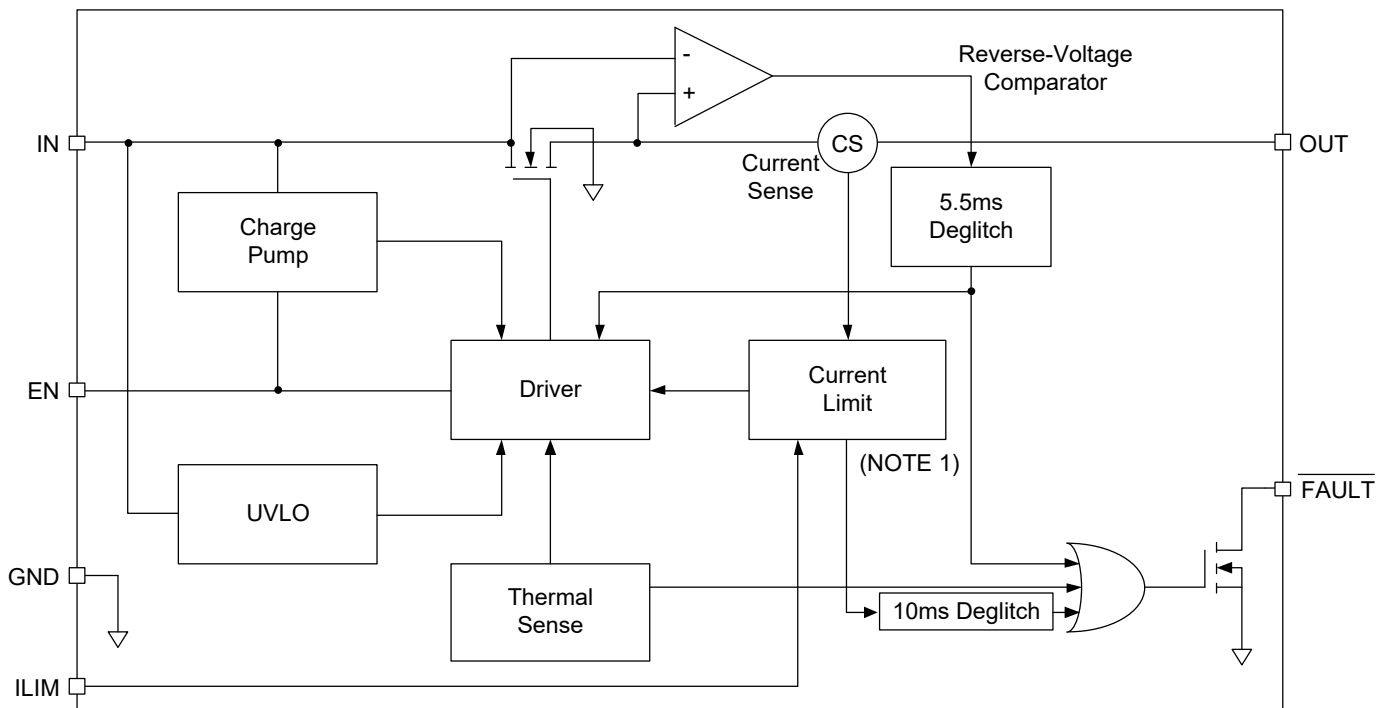 -
Reverse-Voltage
Comparator
+
IN
CS
OUT
Current
Sense
Charge
Pump
5.5ms
Deglitch
EN
Driver
Current
Limit
(NOTE 1)
UVLO
FAULT
GND
Thermal
Sense
10ms Deglitch
ILIM